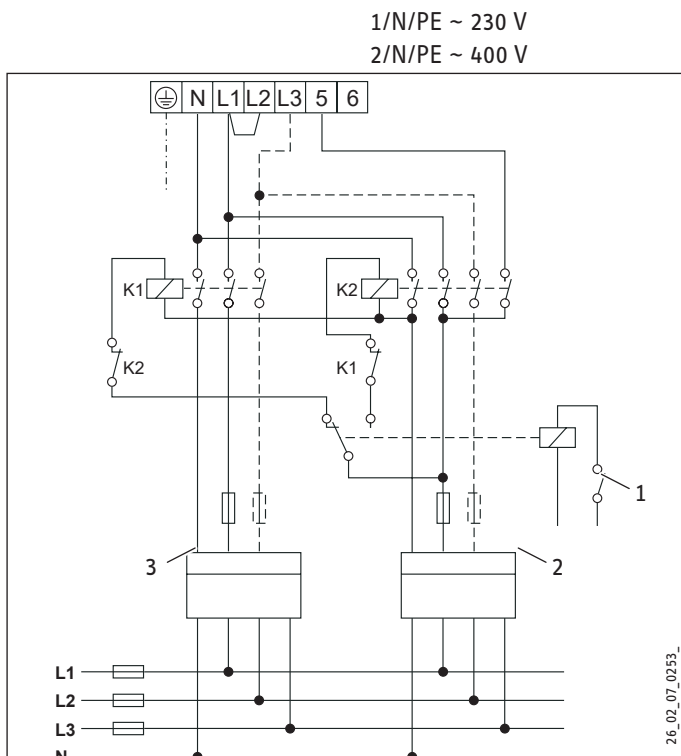 1/N/PE ~ 230 V
2/N/PE ~ 400 V
N L1 L2 L3 5 6
K1 K2
K2 K1
1
3 2
L1
L2
L3
N
26_02_07_0253_